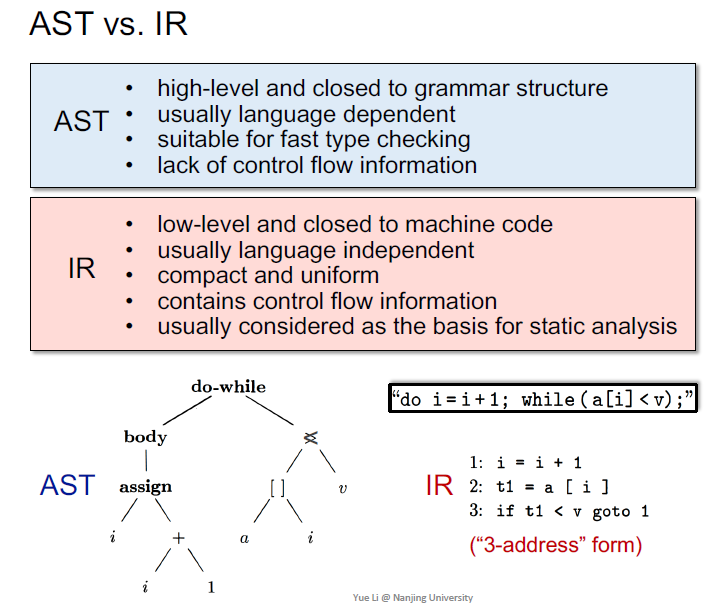 AST vs. IR
AST
• high-level and closed to grammar structure
• usually language dependent
• suitable for fast type checking
• lack of control flow information
IR
• low-level and closed to machine code
• usually language independent
• compact and uniform
• contains control flow information
• usually considered as the basis for static analysis
do-while
body
<
assign
[ ]
v
i
+
a
i
i
1
AST
“do i=i+1; while(a[i]<v);”
IR
1: i = i + 1
2: t1 = a [ i ]
3: if t1 < v goto 1
(“3-address” form)
Yue Li @ Nanjing University